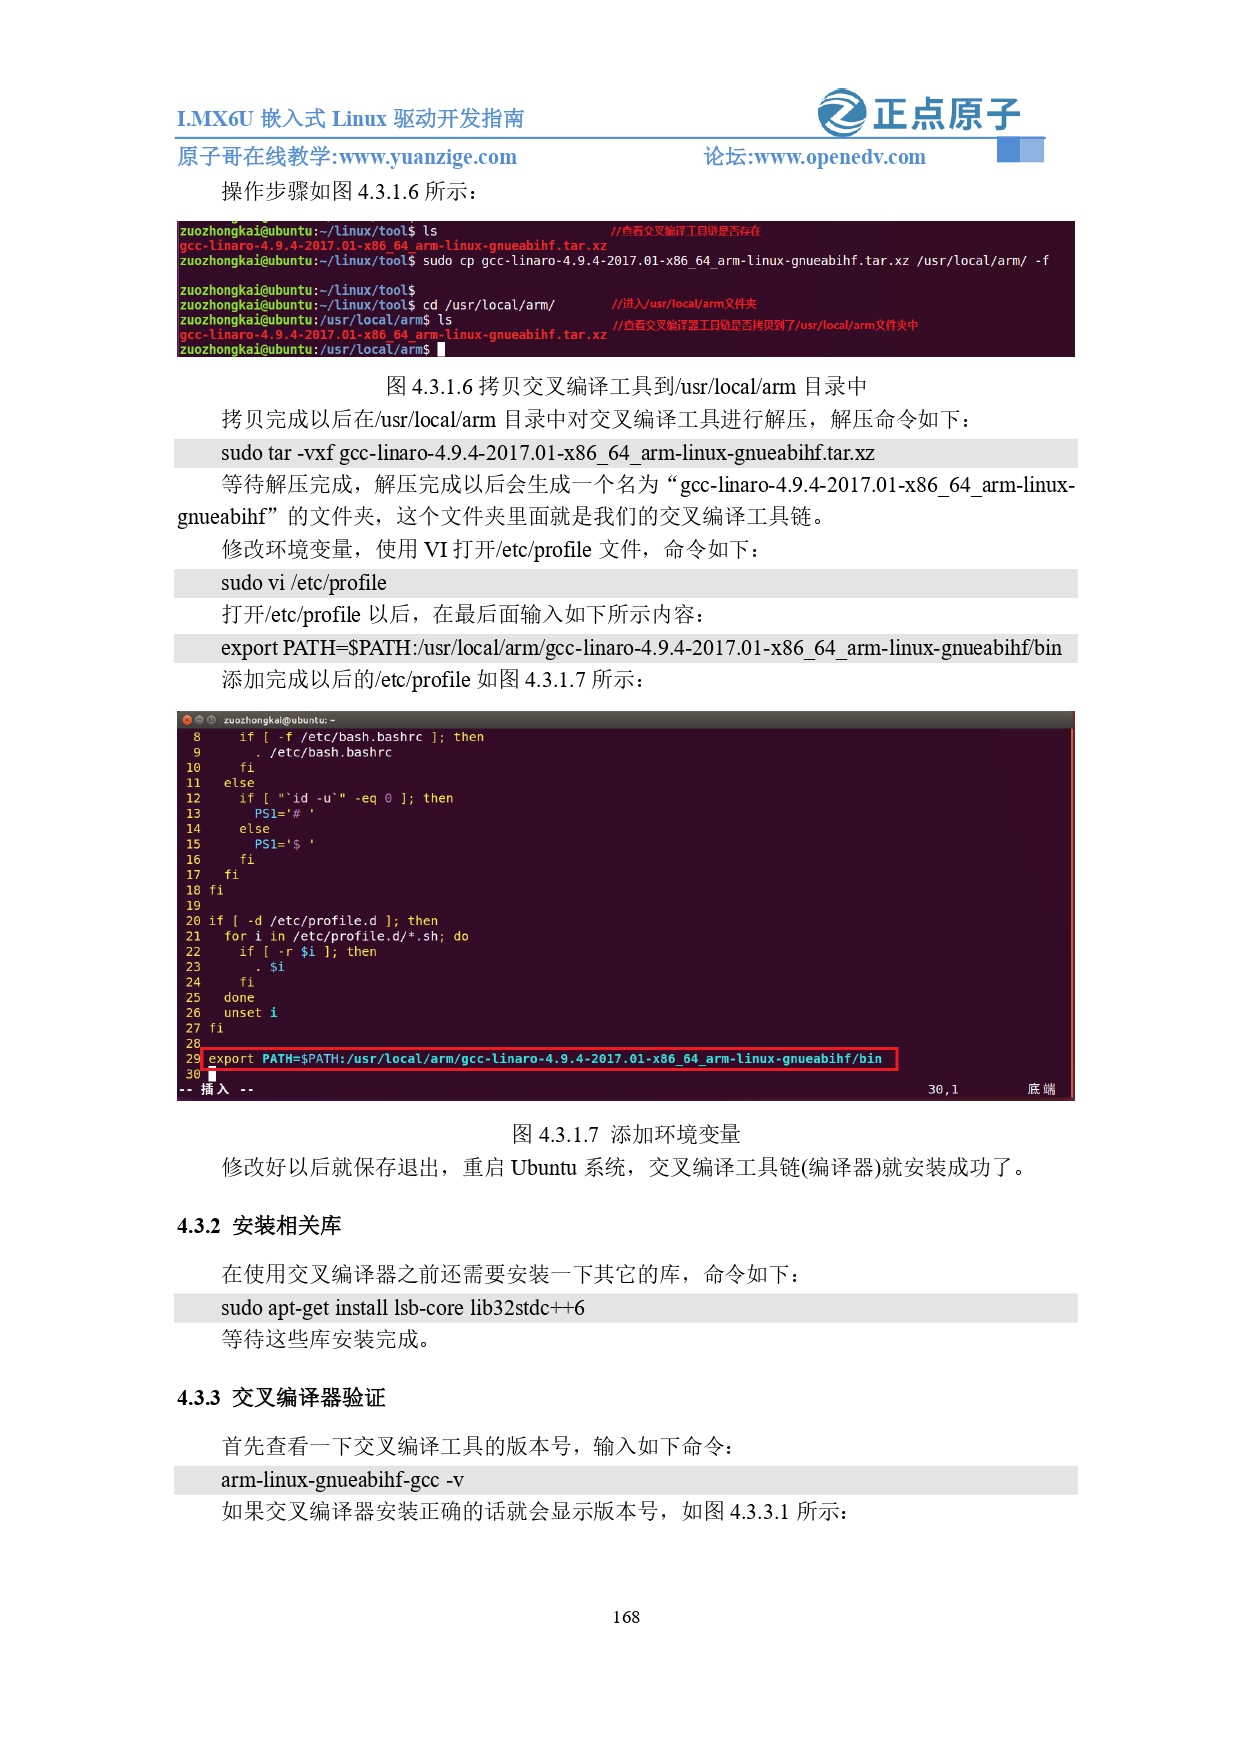 I.MX6U 嵌入式 Linux 驱动开发指南
正点原子
原子哥在线教学:www.yuanzige.com 论坛:www.openedv.com
操作步骤如图 4.3.1.6 所示：
zuozhongkai@ubuntu:~/linux/tool$ ls //查看交叉编译工具链是否存在
gcc-linaro-4.9.4-2017.01-x86_64_arm-linux-gnueabihf.tar.xz
zuozhongkai@ubuntu:~/linux/tool$ sudo cp gcc-linaro-4.9.4-2017.01-x86_64_arm-linux-gnueabihf.tar.xz /usr/local/arm/ -f
zuozhongkai@ubuntu:~/linux/tool$
zuozhongkai@ubuntu:~/linux/tool$ cd /usr/local/arm/ //进入/usr/local/arm文件夹
zuozhongkai@ubuntu:/usr/local/arm$ ls //查看交叉编译器工具链是否拷贝到了/usr/local/arm文件夹中
gcc-linaro-4.9.4-2017.01-x86_64_arm-linux-gnueabihf.tar.xz
zuozhongkai@ubuntu:/usr/local/arm$
图 4.3.1.6 拷贝交叉编译工具到/usr/local/arm 目录中
拷贝完成以后在/usr/local/arm 目录中对交叉编译工具进行解压，解压命令如下：
sudo tar -vxf gcc-linaro-4.9.4-2017.01-x86_64_arm-linux-gnueabihf.tar.xz
等待解压完成，解压完成以后会生成一个名为“gcc-linaro-4.9.4-2017.01-x86_64_arm-linux-
gnueabihf”的文件夹，这个文件夹里面就是我们的交叉编译工具链。
修改环境变量，使用 VI 打开/etc/profile 文件，命令如下：
sudo vi /etc/profile
打开/etc/profile 以后，在最后面输入如下所示内容：
export PATH=$PATH:/usr/local/arm/gcc-linaro-4.9.4-2017.01-x86_64_arm-linux-gnueabihf/bin
添加完成以后的/etc/profile 如图 4.3.1.7 所示：
zuozhongkai@ubuntu: ~
8 if [ -f /etc/bash.bashrc ]; then
9 . /etc/bash.bashrc
10 fi
11 else
12 if [ "`id -u`" -eq 0 ]; then
13 PS1='# '
14 else
15 PS1='$ '
16 fi
17 fi
18 fi
19
20 if [ -d /etc/profile.d ]; then
21 for i in /etc/profile.d/*.sh; do
22 if [ -r $i ]; then
23 . $i
24 fi
25 done
26 unset i
27 fi
28
29 export PATH=$PATH:/usr/local/arm/gcc-linaro-4.9.4-2017.01-x86_64_arm-linux-gnueabihf/bin
30
-- 插入 -- 30,1 底端
图 4.3.1.7 添加环境变量
修改好以后就保存退出，重启 Ubuntu 系统，交叉编译工具链(编译器)就安装成功了。
4.3.2 安装相关库
在使用交叉编译器之前还需要安装一下其它的库，命令如下：
sudo apt-get install lsb-core lib32stdc++6
等待这些库安装完成。
4.3.3 交叉编译器验证
首先查看一下交叉编译工具的版本号，输入如下命令：
arm-linux-gnueabihf-gcc -v
如果交叉编译器安装正确的话就会显示版本号，如图 4.3.3.1 所示：
168